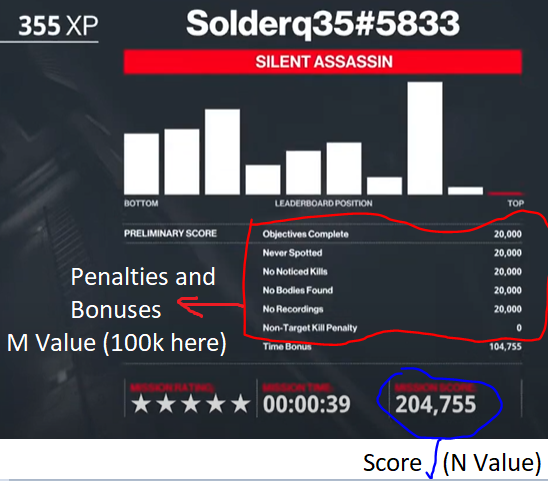 355 XP
Solderq35#5833
SILENT ASSASSIN
BOTTOM LEADERBOARD POSITION TOP
PRELIMINARY SCORE Objectives Complete 20,000
Never Spotted 20,000
No Noticed Kills 20,000
No Bodies Found 20,000
No Recordings 20,000
Non-Target Kill Penalty 0
Time Bonus 104,755
Penalties and
Bonuses
M Value (100k here)
MISSION RATING MISSION TIME MISSION SCORE
00:00:39 204,755
Score (N Value)